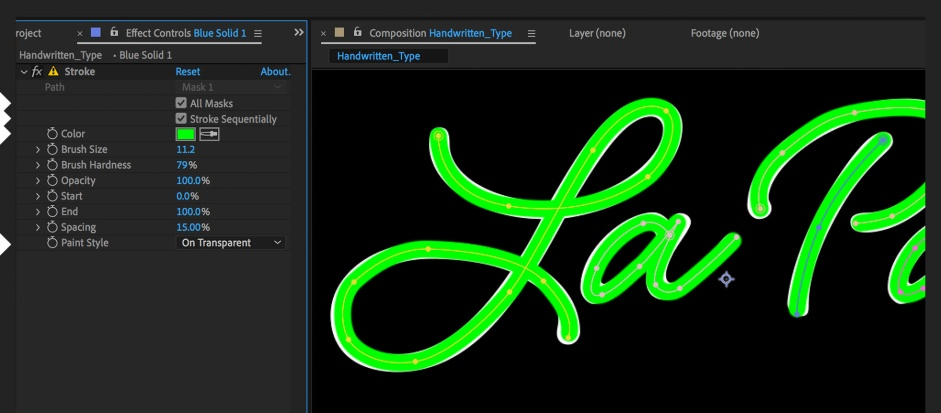 roject × Effect Controls Blue Solid 1 ≡ »
Handwritten_Type • Blue Solid 1
fx Stroke Reset About.
Path Mask 1
All Masks
Stroke Sequentially
Color
Brush Size 11.2
Brush Hardness 79%
Opacity 100.0%
Start 0.0%
End 100.0%
Spacing 15.00%
Paint Style On Transparent
× Composition Handwritten_Type ≡ Layer (none) Footage (none)
Handwritten_Type
La Pa